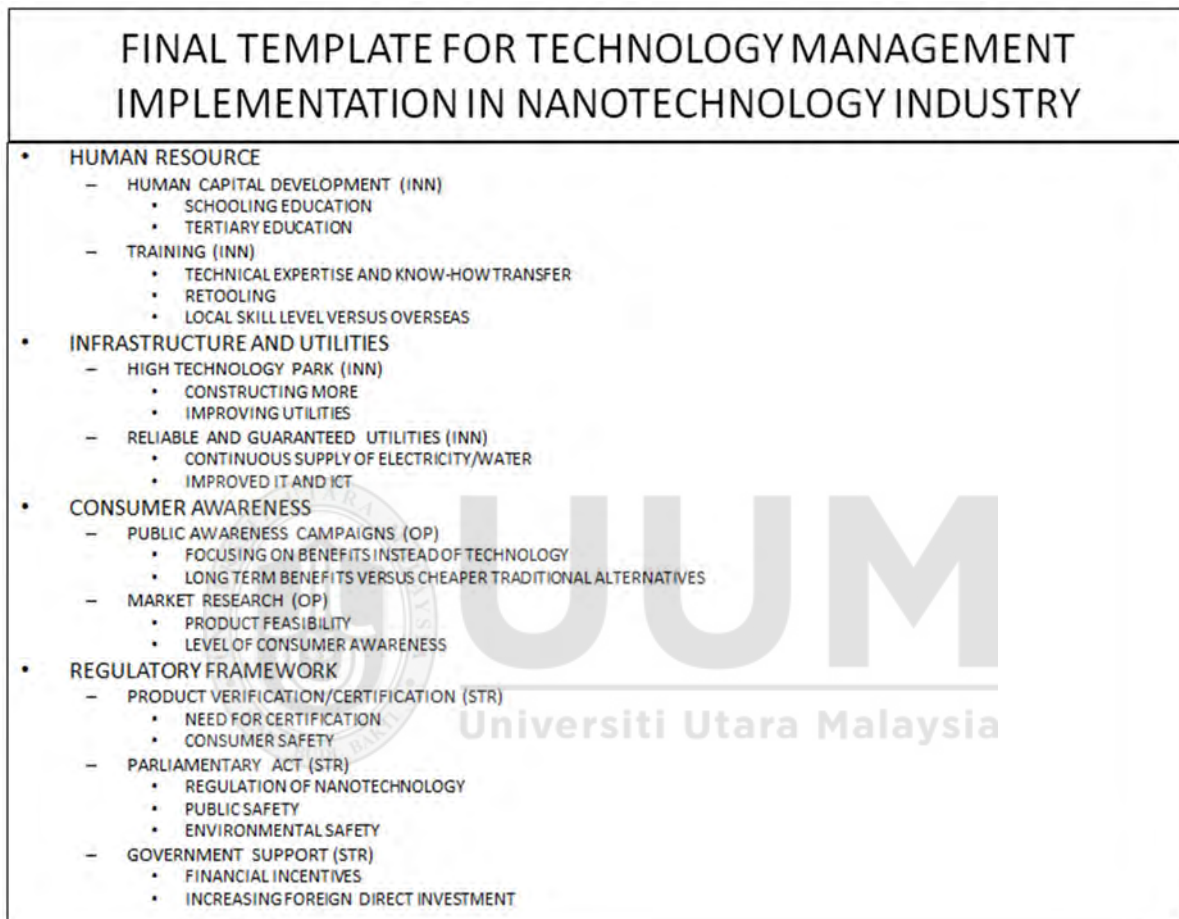 FINAL TEMPLATE FOR TECHNOLOGY MANAGEMENT
IMPLEMENTATION IN NANOTECHNOLOGY INDUSTRY
• HUMAN RESOURCE
– HUMAN CAPITAL DEVELOPMENT (INN)
• SCHOOLING EDUCATION
• TERTIARY EDUCATION
– TRAINING (INN)
• TECHNICAL EXPERTISE AND KNOW-HOW TRANSFER
• RETOOLING
• LOCAL SKILL LEVEL VERSUS OVERSEAS
• INFRASTRUCTURE AND UTILITIES
– HIGH TECHNOLOGY PARK (INN)
• CONSTRUCTING MORE
• IMPROVING UTILITIES
– RELIABLE AND GUARANTEED UTILITIES (INN)
• CONTINUOUS SUPPLY OF ELECTRICITY/WATER
• IMPROVED IT AND ICT
• CONSUMER AWARENESS
– PUBLIC AWARENESS CAMPAIGNS (OP)
• FOCUSING ON BENEFITS INSTEAD OF TECHNOLOGY
• LONG TERM BENEFITS VERSUS CHEAPER TRADITIONAL ALTERNATIVES
– MARKET RESEARCH (OP)
• PRODUCT FEASIBILITY
• LEVEL OF CONSUMER AWARENESS
• REGULATORY FRAMEWORK
– PRODUCT VERIFICATION/CERTIFICATION (STR)
• NEED FOR CERTIFICATION
• CONSUMER SAFETY
– PARLIAMENTARY ACT (STR)
• REGULATION OF NANOTECHNOLOGY
• PUBLIC SAFETY
• ENVIRONMENTAL SAFETY
– GOVERNMENT SUPPORT (STR)
• FINANCIAL INCENTIVES
• INCREASING FOREIGN DIRECT INVESTMENT
UUM
Universiti Utara Malaysia